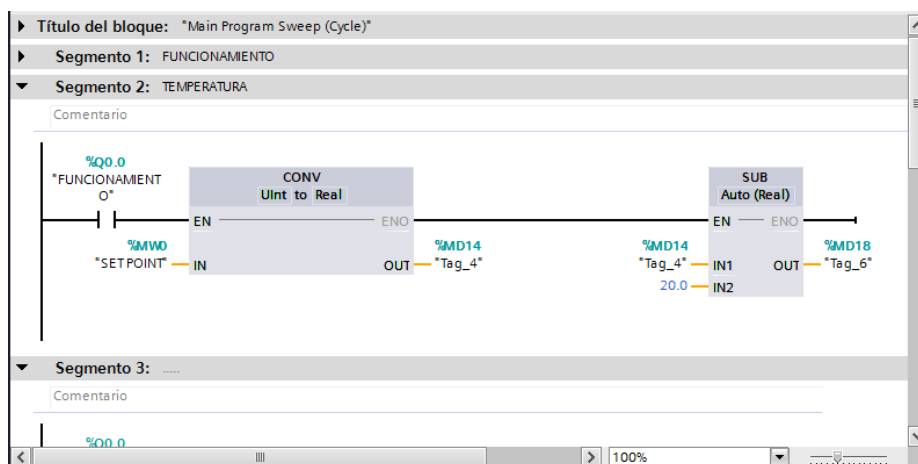 Título del bloque: "Main Program Sweep (Cycle)"
Segmento 1: FUNCIONAMIENTO
Segmento 2: TEMPERATURA
Comentario
%Q0.0
"FUNCIONAMIENT
O"
CONV
UInt to Real
SUB
Auto (Real)
EN ENO EN ENO
%MW0 %MD14 %MD14 %MD18
"SET POINT" IN OUT "Tag_4" "Tag_4" IN1 OUT "Tag_6"
20.0 IN2
Segmento 3: .....
Comentario
%Q0.0
100%